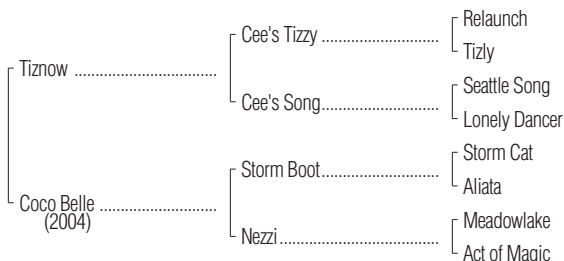 Relaunch
Cee's Tizzy
Tizly
Tiznow
Seattle Song
Cee's Song
Lonely Dancer
Storm Cat
Storm Boot
Aliata
Coco Belle
(2004)
Meadowlake
Nezzi
Act of Magic